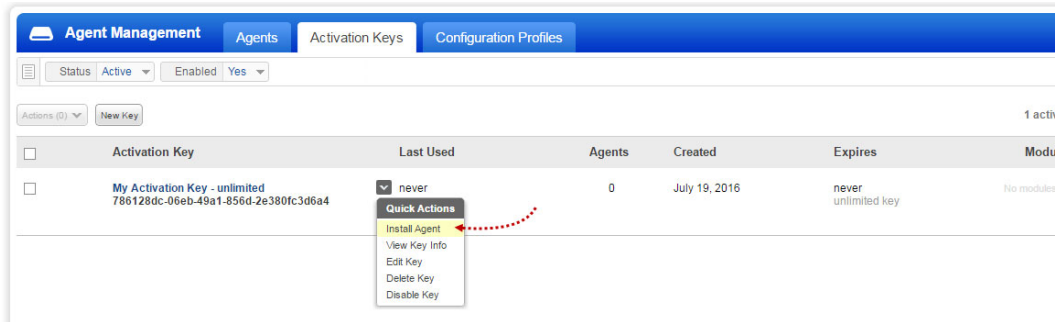 Agent Management Agents Activation Keys Configuration Profiles
Status Active Enabled Yes
Actions (0) New Key 1 activ
Activation Key Last Used Agents Created Expires Modu
My Activation Key - unlimited never 0 July 19, 2016 never No modules
786128dc-06eb-49a1-856d-2e380fc3d6a4 unlimited key
Quick Actions
Install Agent
View Key Info
Edit Key
Delete Key
Disable Key